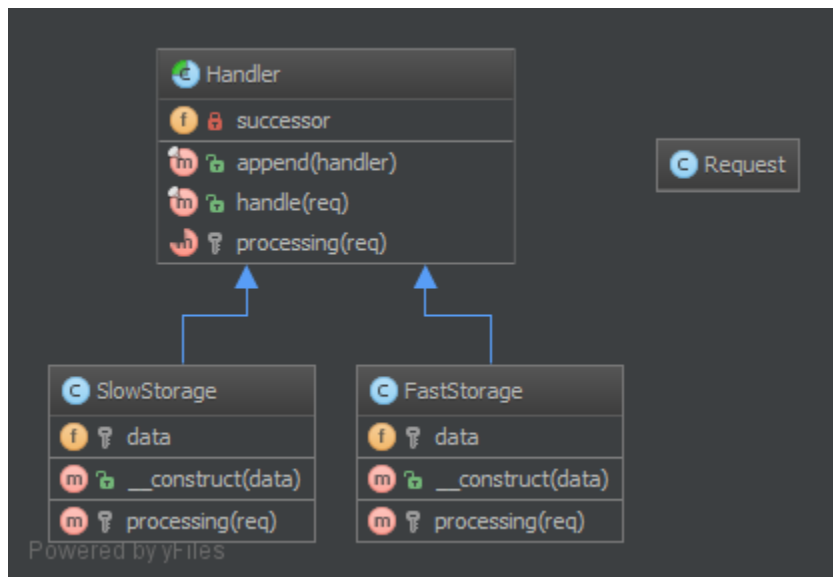 Handler
successor
append(handler)
handle(req)
processing(req)
Request
SlowStorage
data
__construct(data)
processing(req)
FastStorage
data
__construct(data)
processing(req)
Powered by yFiles